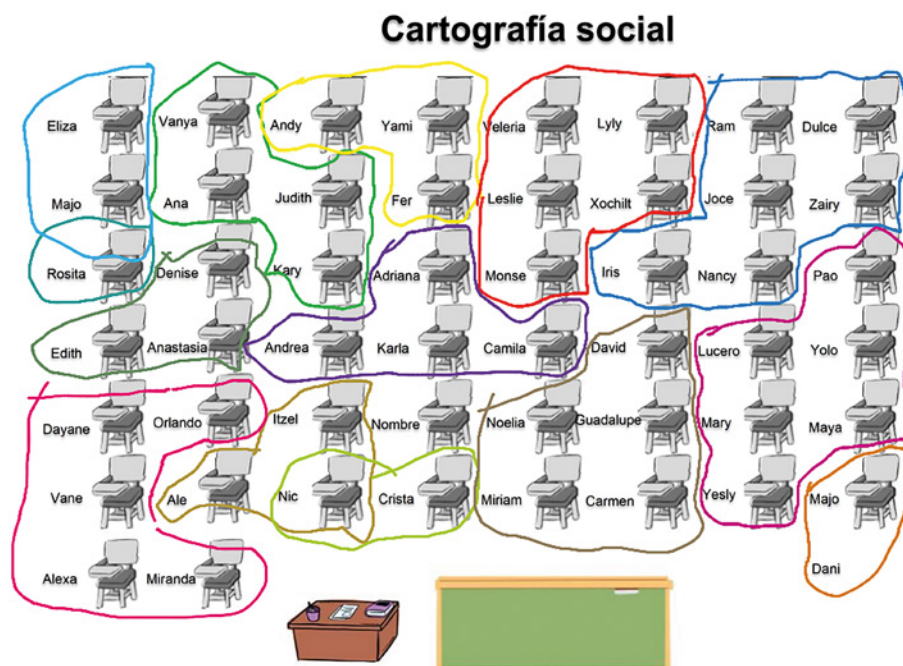 Cartografía social
Eliza Vanya Andy Yami Veleria Lyly Ram Dulce
Majo Ana Judith Fer Leslie Xochilt Joce Zairy
Rosita Denise Kary Adriana Monse Iris Nancy Pao
Edith Anastasia Andrea Karla Camila David Lucero Yolo
Dayane Orlando Itzel Nombre Noelia Guadalupe Mary Maya
Vane Ale Nic Crista Miriam Carmen Yesly Majo
Alexa Miranda Dani